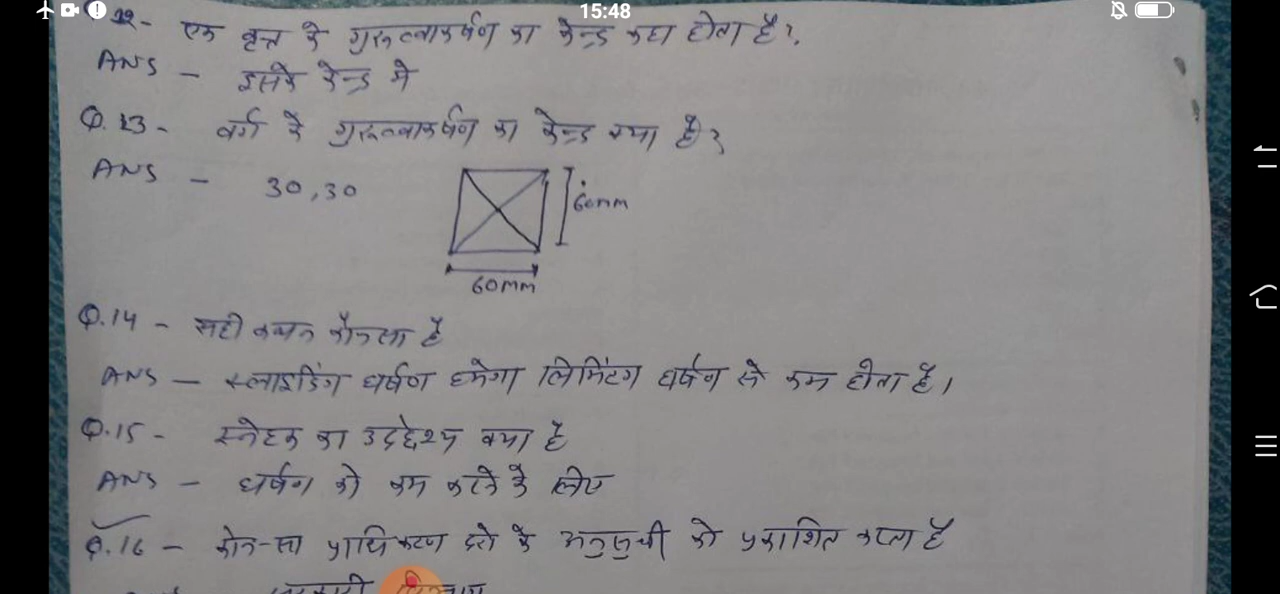 15:48
Q 12- एक वृत्त के गुरुत्वाकर्षण का केन्द्र कहा होता है?
ANS - इसके केन्द्र मे
Q.13- वर्ग के गुरुत्वाकर्षण का केन्द्र क्या है?
ANS - 30,30
60mm
60mm
Q.14 - सही कथन कौनसा है
ANS - स्लाइडिंग घर्षण हमेशा लिमिटिंग घर्षण से कम होता है।
Q.15- स्नेहक का उद्देश्य क्या है
ANS - घर्षण को कम करने के लिए
Q.16 - कौन-सा प्राधिकरण दरो के अनुसूची को प्रकाशित करता है